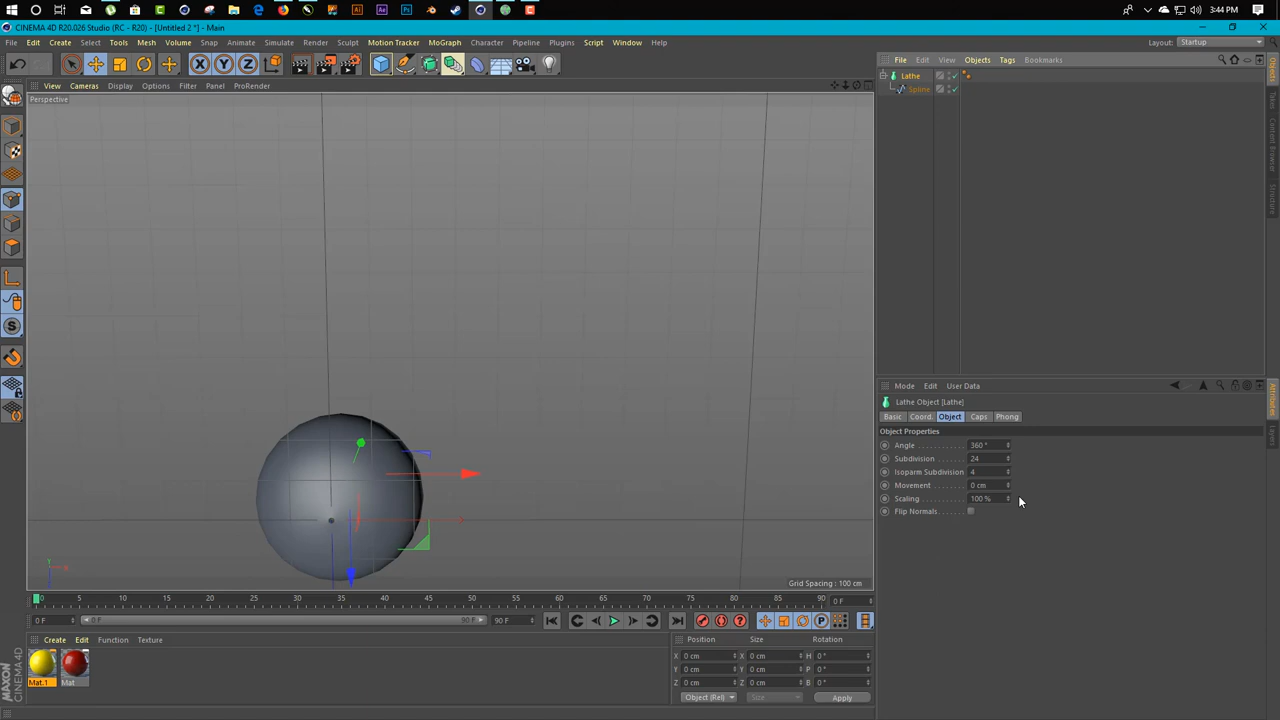 3:44 PM
CINEMA 4D R20.026 Studio (RC - R20) - [Untitled 2 *] - Main
File Edit Create Select Tools Mesh Volume Snap Animate Simulate Render Sculpt Motion Tracker MoGraph Character Pipeline Plugins Script Window Help
Layout: Startup
File Edit View Objects Tags Bookmarks
View Cameras Display Options Filter Panel ProRender
Perspective
Lathe
Spline
Objects
Takes
Content Browser
Structure
Mode Edit User Data
Attributes
Layers
Lathe Object [Lathe]
Basic Coord. Object Caps Phong
Object Properties
Angle 360 °
Subdivision 24
Isoparm Subdivision 4
Movement 0 cm
Scaling 100 %
Flip Normals
Y X
Grid Spacing : 100 cm
0 5 10 15 20 25 30 35 40 45 50 55 60 65 70 75 80 85 90 0 F
0 F 0 F 90 F 90 F
Create Edit Function Texture
Mat.1 Mat
Position Size Rotation
X 0 cm X 0 cm H 0 °
Y 0 cm Y 0 cm P 0 °
Z 0 cm Z 0 cm B 0 °
Object (Rel) Size Apply
MAXON
CINEMA 4D